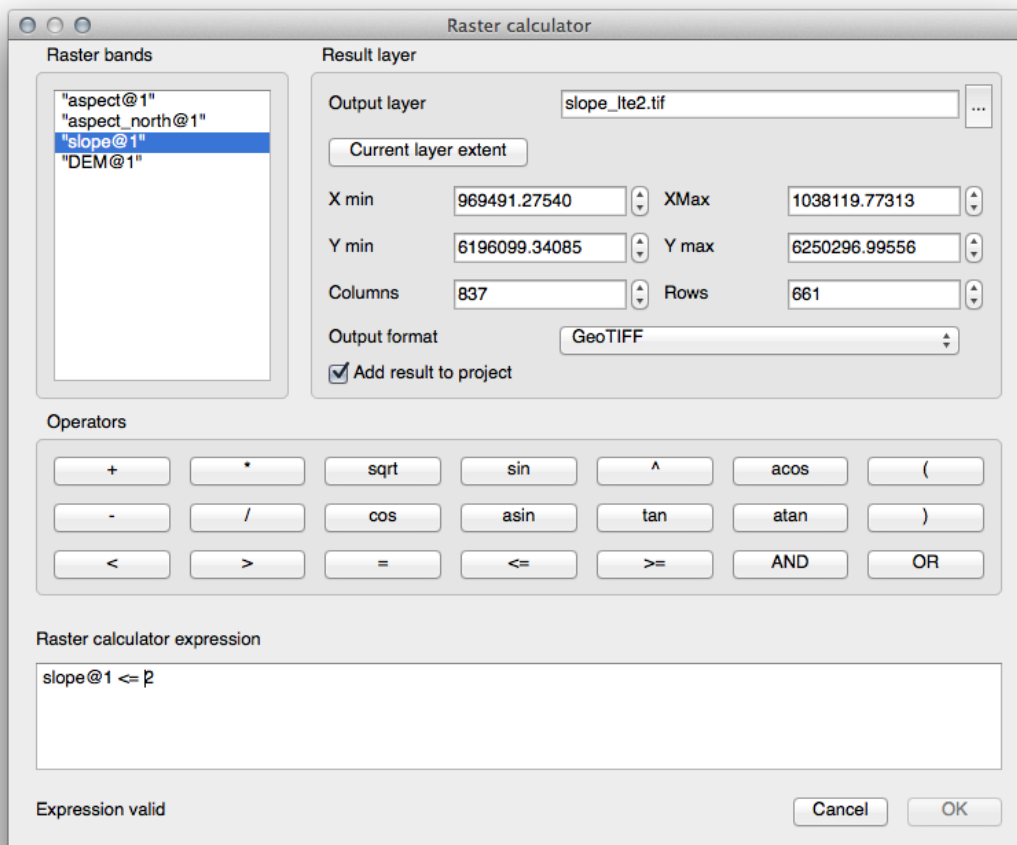 Raster calculator
Raster bands
Result layer
"aspect@1"
"aspect_north@1"
"slope@1"
"DEM@1"
Output layer
slope_lte2.tif
...
Current layer extent
X min
969491.27540
XMax
1038119.77313
Y min
6196099.34085
Y max
6250296.99556
Columns
837
Rows
661
Output format
GeoTIFF
Add result to project
Operators
+ * sqrt sin ^ acos (
- / cos asin tan atan )
< > = <= >= AND OR
Raster calculator expression
slope@1 <= 2
Expression valid
Cancel
OK